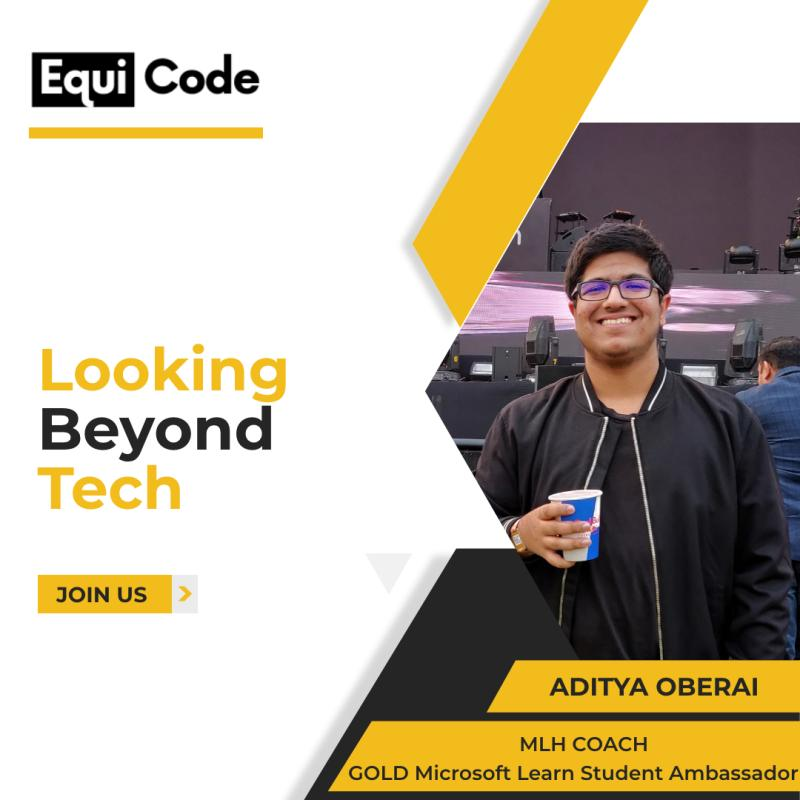 Equi Code
Looking
Beyond
Tech
JOIN US >
ADITYA OBERAI
MLH COACH
GOLD Microsoft Learn Student Ambassador